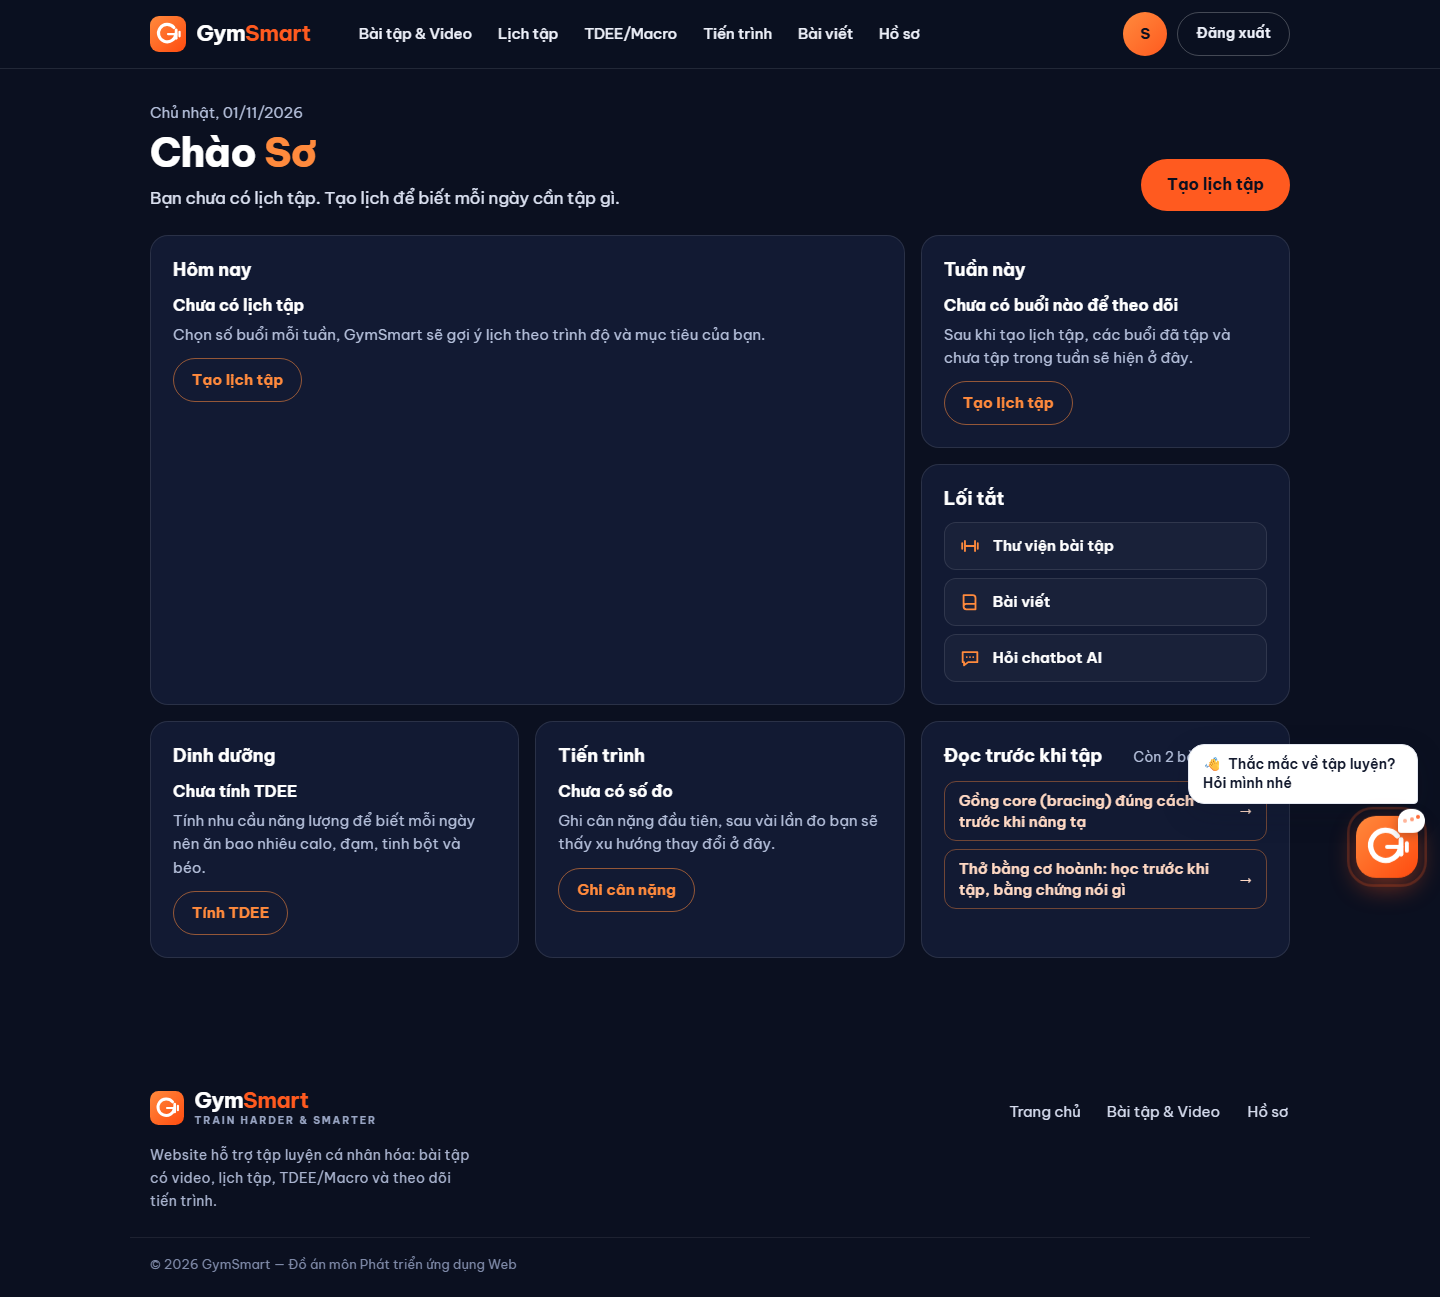 GymSmart
Bài tập & Video
Lịch tập
TDEE/Macro
Tiến trình
Bài viết
Hồ sơ
S
Đăng xuất
Chủ nhật, 01/11/2026
Chào Sơ
Bạn chưa có lịch tập. Tạo lịch để biết mỗi ngày cần tập gì.
Tạo lịch tập
Hôm nay
Chưa có lịch tập
Chọn số buổi mỗi tuần, GymSmart sẽ gợi ý lịch theo trình độ và mục tiêu của bạn.
Tạo lịch tập
Tuần này
Chưa có buổi nào để theo dõi
Sau khi tạo lịch tập, các buổi đã tập và
chưa tập trong tuần sẽ hiện ở đây.
Tạo lịch tập
Lối tắt
Thư viện bài tập
Bài viết
Hỏi chatbot AI
Dinh dưỡng
Chưa tính TDEE
Tính nhu cầu năng lượng để biết mỗi ngày
nên ăn bao nhiêu calo, đạm, tinh bột và
béo.
Tính TDEE
Tiến trình
Chưa có số đo
Ghi cân nặng đầu tiên, sau vài lần đo bạn sẽ
thấy xu hướng thay đổi ở đây.
Ghi cân nặng
Đọc trước khi tập
Còn 2
👋 Thắc mắc về tập luyện?
Hỏi mình nhé
Gồng core (bracing) đúng cách
trước khi nâng tạ
→
Thở bằng cơ hoành: học trước khi
tập, bằng chứng nói gì
→
GymSmart
TRAIN HARDER & SMARTER
Website hỗ trợ tập luyện cá nhân hóa: bài tập
có video, lịch tập, TDEE/Macro và theo dõi
tiến trình.
Trang chủ
Bài tập & Video
Hồ sơ
© 2026 GymSmart — Đồ án môn Phát triển ứng dụng Web